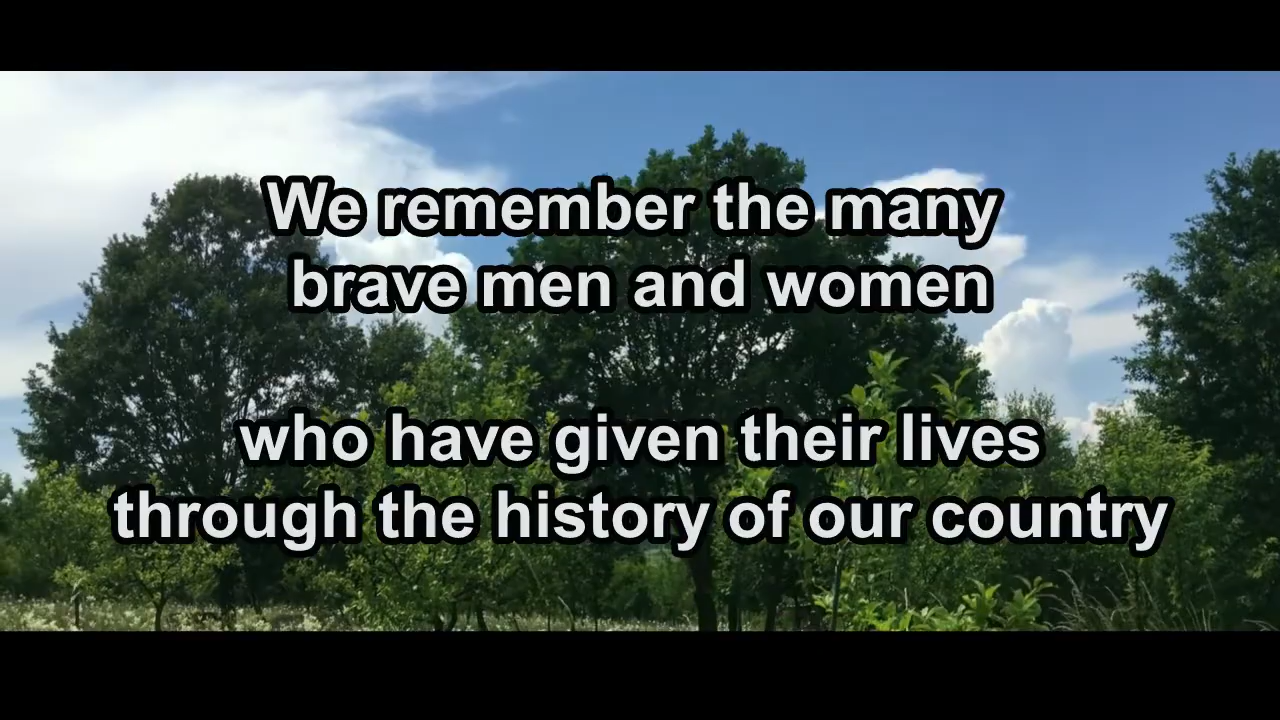 We remember the many
brave men and women
who have given their lives
through the history of our country